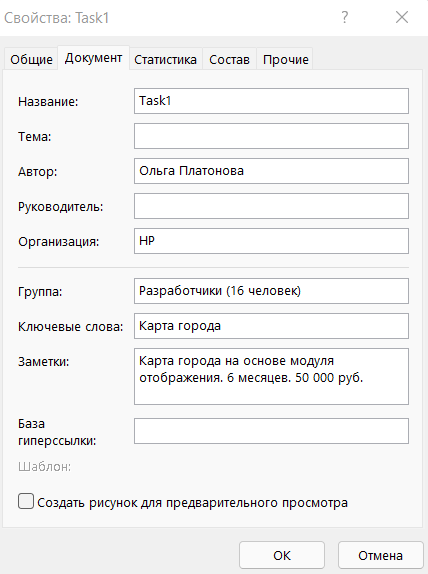 Свойства: Task1 ?
Общие Документ Статистика Состав Прочие
Название: Task1
Тема:
Автор: Ольга Платонова
Руководитель:
Организация: HP
Группа: Разработчики (16 человек)
Ключевые слова: Карта города
Заметки: Карта города на основе модуля
отображения. 6 месяцев. 50 000 руб.
База
гиперссылки:
Шаблон:
Создать рисунок для предварительного просмотра
ОК Отмена